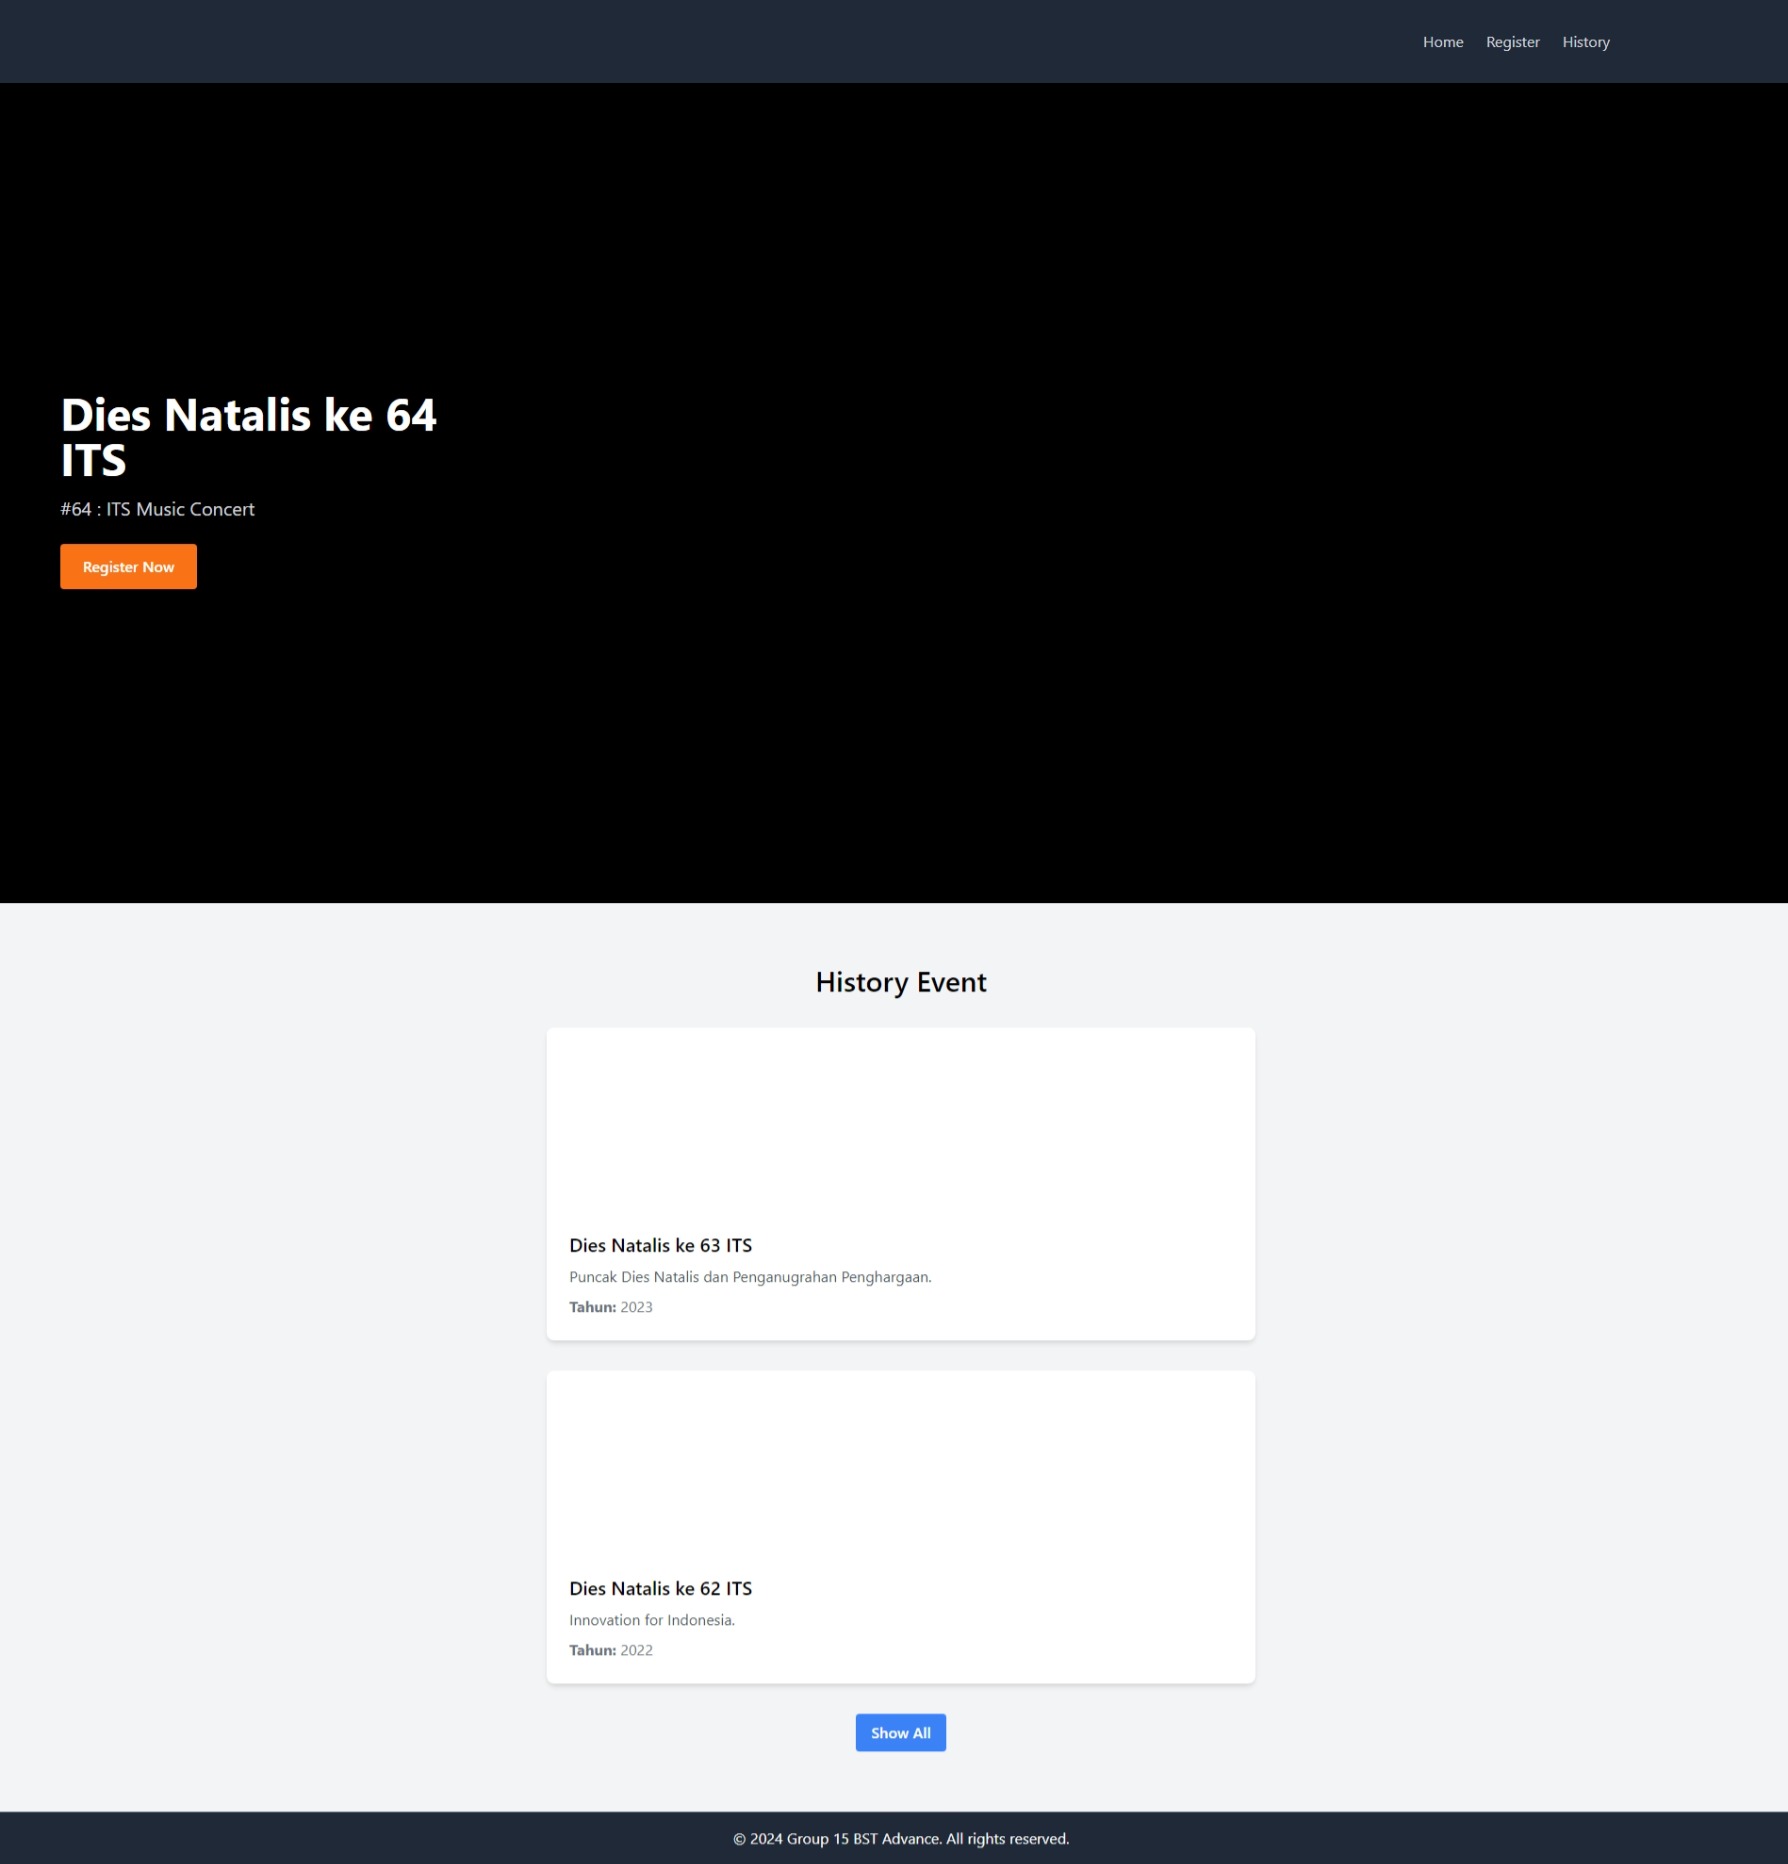 Home Register History
Dies Natalis ke 64
ITS
#64 : ITS Music Concert
Register Now
History Event
Dies Natalis ke 63 ITS
Puncak Dies Natalis dan Penganugrahan Penghargaan.
Tahun: 2023
Dies Natalis ke 62 ITS
Innovation for Indonesia.
Tahun: 2022
Show All
© 2024 Group 15 BST Advance. All rights reserved.